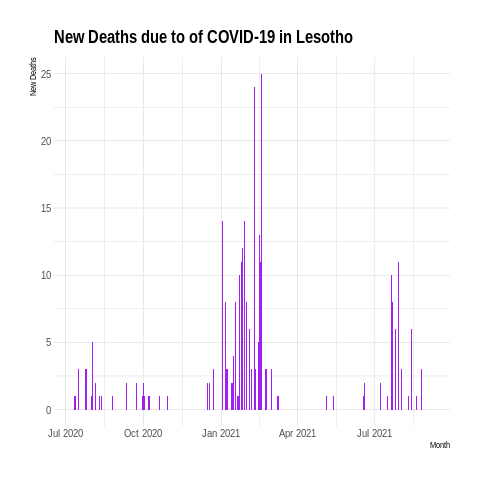 New Deaths due to of COVID-19 in Lesotho
New Deaths
25
20
15
10
5
0
Jul 2020 Oct 2020 Jan 2021 Apr 2021 Jul 2021
Month